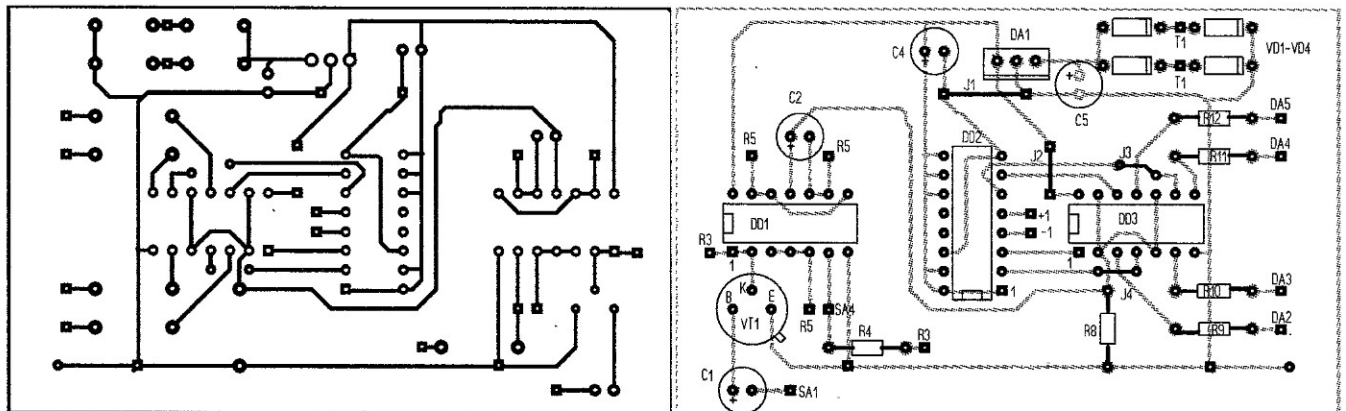 C4
DA1
T1
VD1-VD4
T1
J1
C5
C2
R12
DA5
R5
R5
DD2
J2
J3
R11
DA4
+1
-1
DD1
DD3
R3
1
1
K
B
E
VT1
R5
SA4
1
J4
R10
DA3
R4
R3
R8
R9
DA2
C1
SA1
+
+
+
+